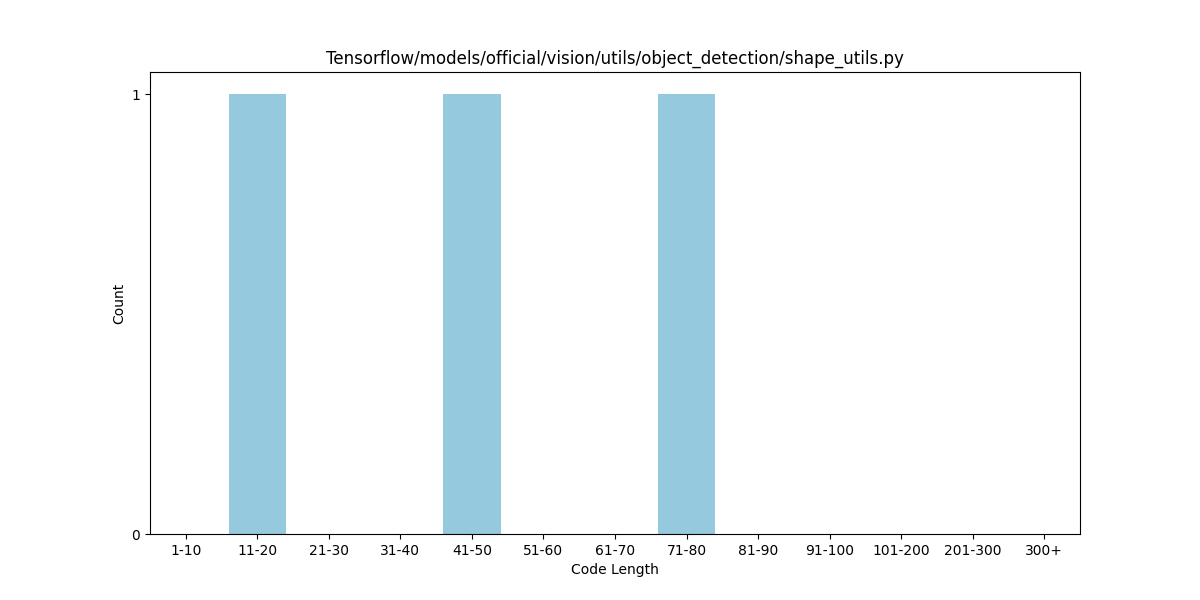 Tensorflow/models/official/vision/utils/object_detection/shape_utils.py
1
Count
0
1-10 11-20 21-30 31-40 41-50 51-60 61-70 71-80 81-90 91-100 101-200 201-300 300+
Code Length